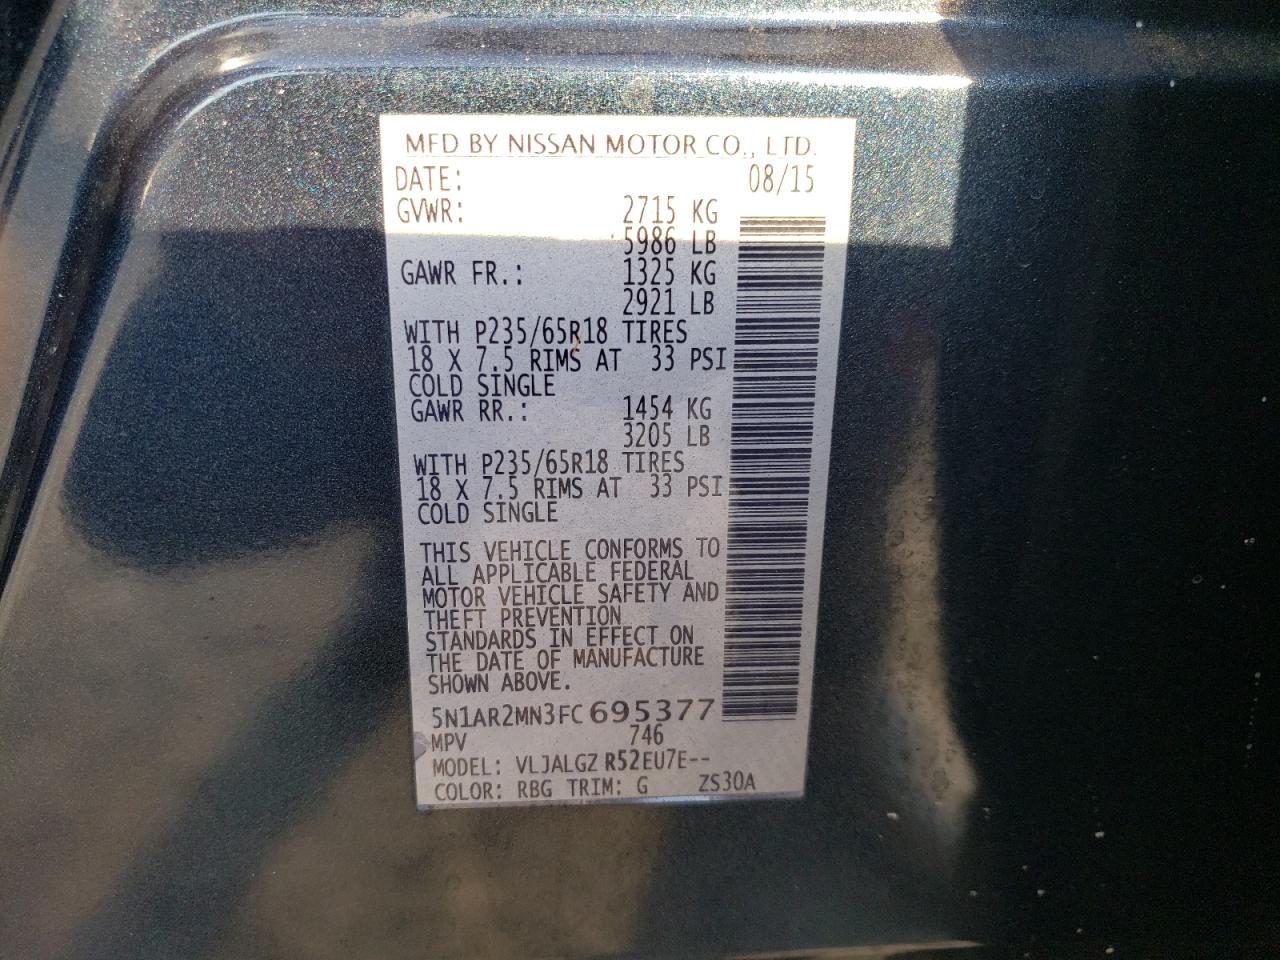 MFD BY NISSAN MOTOR CO., LTD.
DATE: 08/15
GVWR: 2715 KG
5986 LB
GAWR FR.: 1325 KG
2921 LB
WITH P235/65R18 TIRES
18 X 7.5 RIMS AT 33 PSI
COLD SINGLE
GAWR RR.: 1454 KG
3205 LB
WITH P235/65R18 TIRES
18 X 7.5 RIMS AT 33 PSI
COLD SINGLE
THIS VEHICLE CONFORMS TO
ALL APPLICABLE FEDERAL
MOTOR VEHICLE SAFETY AND
THEFT PREVENTION
STANDARDS IN EFFECT ON
THE DATE OF MANUFACTURE
SHOWN ABOVE.
5N1AR2MN3FC695377
MPV 746
MODEL: VLJALGZ R52EU7E--
COLOR: RBG TRIM: G ZS30A